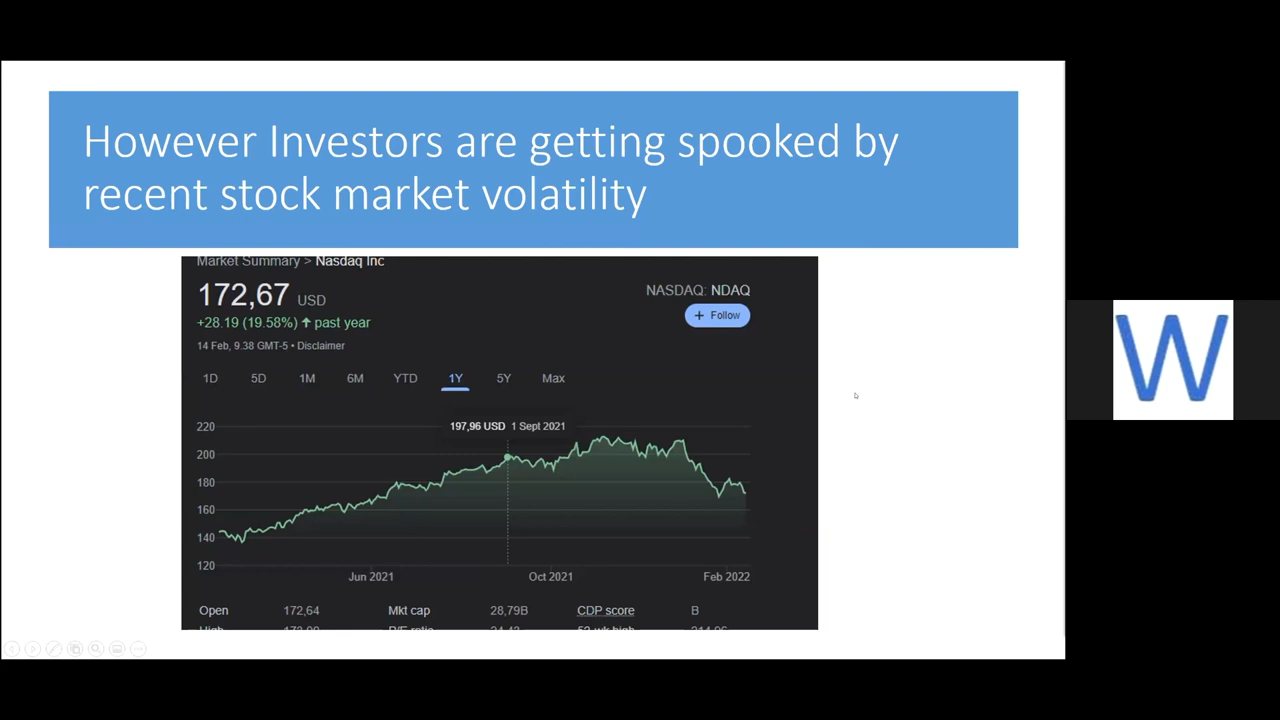 However Investors are getting spooked by
recent stock market volatility
Market Summary > Nasdaq Inc
172,67 USD
NASDAQ: NDAQ
+ Follow
+28.19 (19.58%) ↑ past year
14 Feb, 9.38 GMT-5 • Disclaimer
1D 5D 1M 6M YTD 1Y 5Y Max
197,96 USD 1 Sept 2021
220
200
180
160
140
120
Jun 2021 Oct 2021 Feb 2022
Open 172,64 Mkt cap 28,79B CDP score B
W